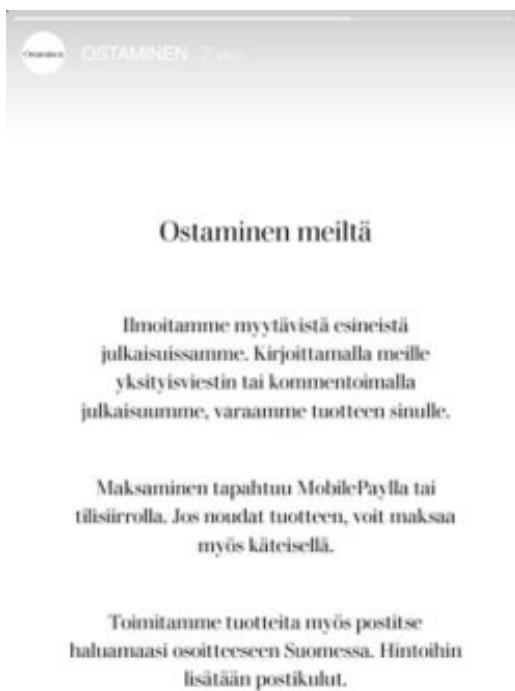 OSTAMINEN
Ostaminen meiltä
Ilmoitamme myytävistä esineistä
julkaisuissamme. Kirjoittamalla meille
yksityisviestin tai kommentoimalla
julkaisuumme, varaamme tuotteen sinulle.
Maksaminen tapahtuu MobilePaylla tai
tilisiirrolla. Jos noudat tuotteen, voit maksaa
myös käteisellä.
Toimitamme tuotteita myös postitse
haluamaasi osoitteeseen Suomessa. Hintoihin
lisätään postikulut.